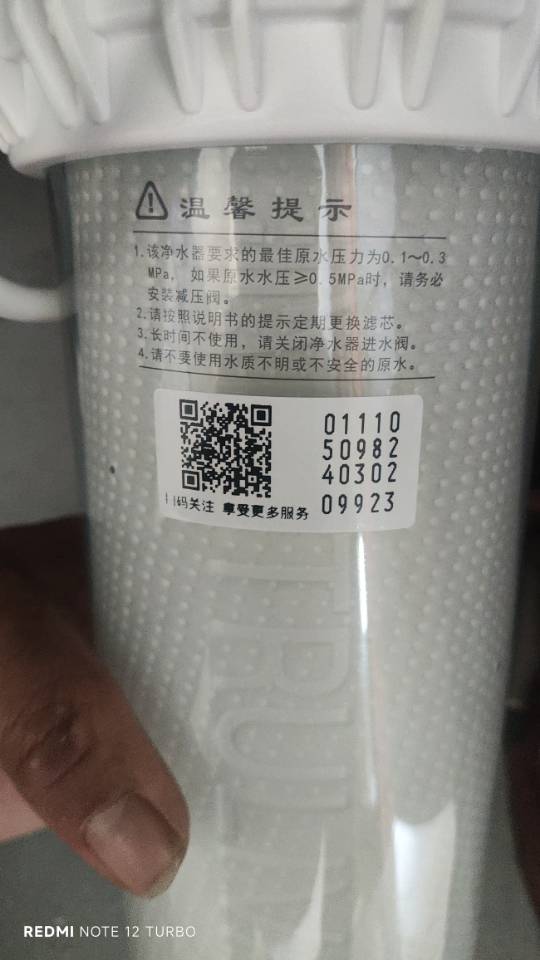 温馨提示
1.该净水器要求的最佳原水压力为0.1~0.3
MPa, 如果原水水压≥0.5MPa时，请务必
安装减压阀。
2.请按照说明书的提示定期更换滤芯。
3.长时间不使用，请关闭净水器进水阀。
4.请不要使用水质不明或不安全的原水。
01110
50982
40302
09923
码关注 享受更多服务
TRUL
REDMI NOTE 12 TURBO